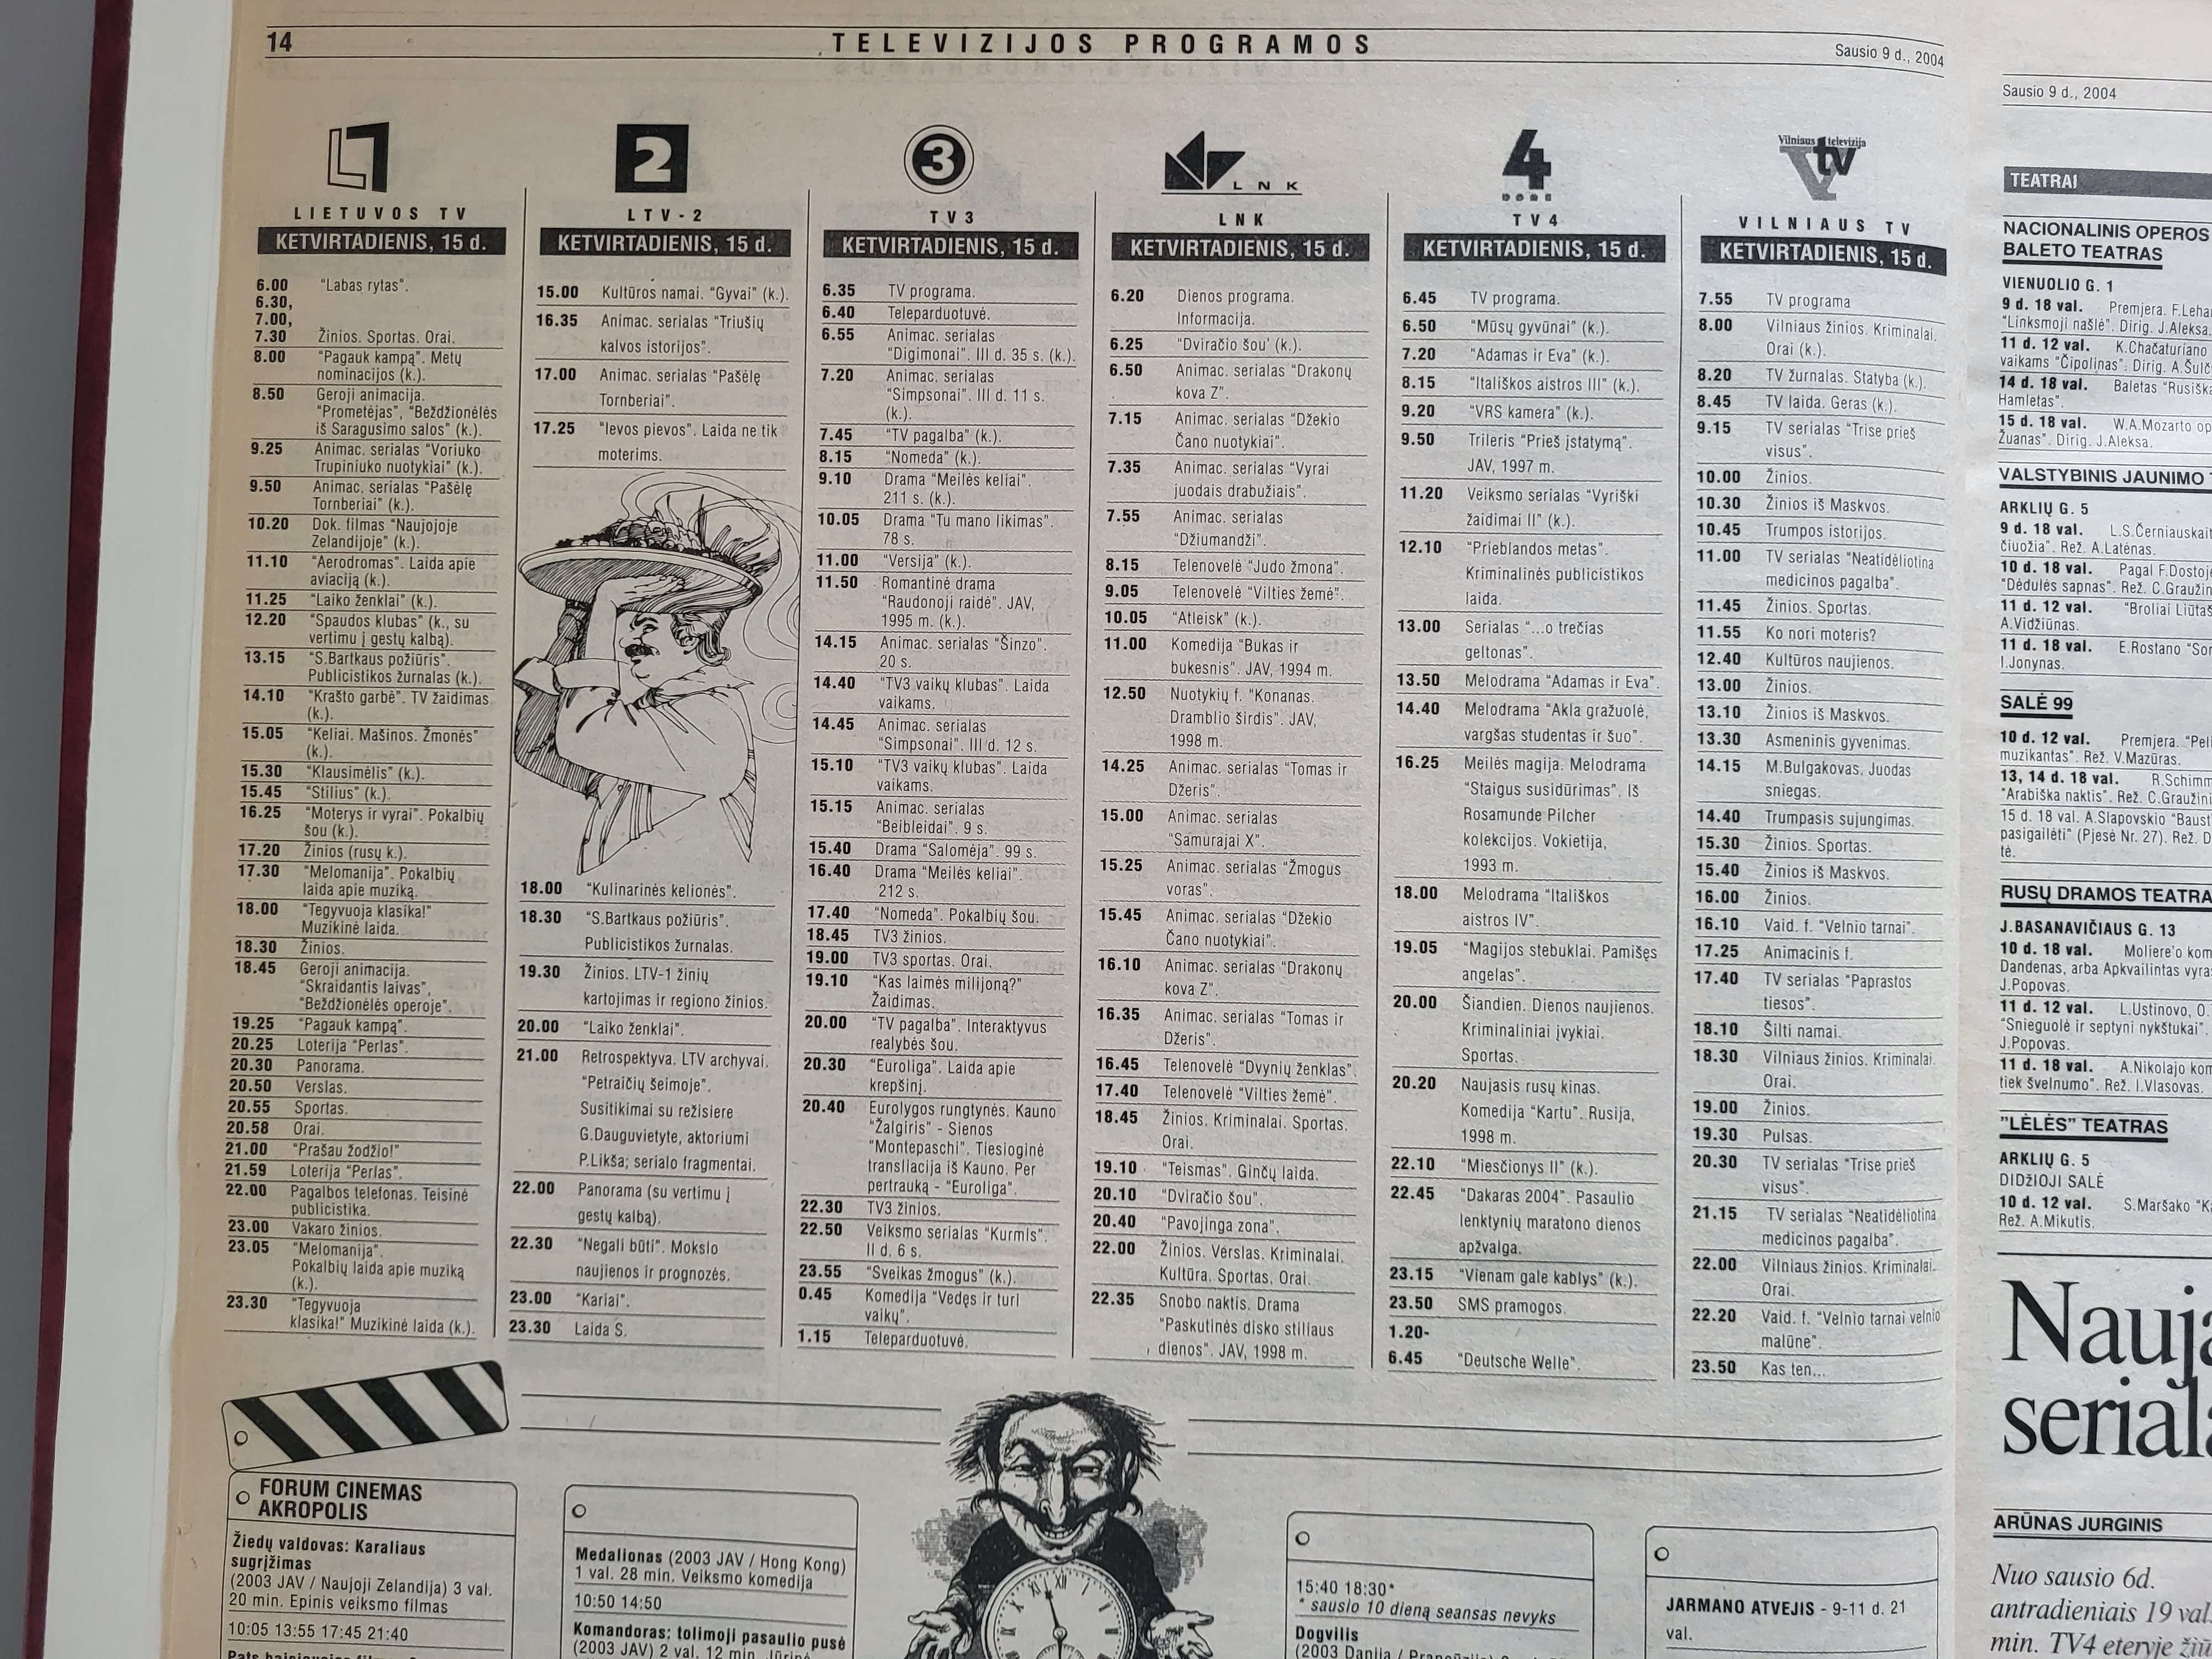 14
TELEVIZIJOS PROGRAMOS
Sausio 9 d., 2004
LIETUVOS TV
KETVIRTADIENIS, 15 d.
6.00 “Labas rytas”.
6.30,
7.00,
7.30 Žinios. Sportas. Orai.
8.00 “Pagauk kampą”. Metų
nominacijos (k.).
8.50 Geroji animacija.
“Prometėjas”, “Beždžionėlės
iš Saragusimo salos” (k.).
9.25 Animac. serialas “Voriuko
Trupiniuko nuotykiai” (k.).
9.50 Animac. serialas “Pašėlę
Tornberiai” (k.).
10.20 Dok. filmas “Naujojoje
Zelandijoje” (k.).
11.10 “Aerodromas”. Laida apie
aviaciją (k.).
11.25 “Laiko ženklai” (k.).
12.20 “Spaudos klubas” (k., su
vertimu į gestų kalbą).
13.15 “S.Bartkaus požiūris”.
Publicistikos žurnalas (k.).
14.10 “Krašto garbė”. TV žaidimas
(k.).
15.05 “Keliai. Mašinos. Žmonės”
(k.).
15.30 “Klausimėlis” (k.).
15.45 “Stilius” (k.).
16.25 “Moterys ir vyrai”. Pokalbių
šou (k.).
17.20 Žinios (rusų k.).
17.30 “Melomanija”. Pokalbių
laida apie muziką.
18.00 “Tegyvuoja klasika!”
Muzikinė laida.
18.30 Žinios.
18.45 Geroji animacija.
“Skraidantis laivas”,
“Beždžionėlės operoje”.
19.25 “Pagauk kampą”.
20.25 Loterija “Perlas”.
20.30 Panorama.
20.50 Verslas.
20.55 Sportas.
20.58 Orai.
21.00 “Prašau žodžio!”
21.59 Loterija “Perlas”.
22.00 Pagalbos telefonas. Teisinė
publicistika.
23.00 Vakaro žinios.
23.05 “Melomanija”.
Pokalbių laida apie muziką
(k.).
23.30 “Tegyvuoja
klasika!” Muzikinė laida (k.).
2
LTV-2
KETVIRTADIENIS, 15 d.
15.00 Kultūros namai. “Gyvai” (k.).
16.35 Animac. serialas “Triušių
kalvos istorijos”.
17.00 Animac. serialas “Pašėlę
Tornberiai”.
17.25 “Ievos pievos”. Laida ne tik
moterims.
18.00 “Kulinarinės kelionės”.
18.30 “S.Bartkaus požiūris”.
Publicistikos žurnalas.
19.30 Žinios. LTV-1 žinių
kartojimas ir regiono žinios.
20.00 “Laiko ženklai”.
21.00 Retrospektyva. LTV archyvai.
“Petraičių šeimoje”.
Susitikimai su režisiere
G.Dauguvietyte, aktoriumi
P.Likša; serialo fragmentai.
22.00 Panorama (su vertimu į
gestų kalbą).
22.30 “Negali būti”. Mokslo
naujienos ir prognozės.
23.00 “Kariai”.
23.30 Laida S.
3
TV3
KETVIRTADIENIS, 15 d.
6.35 TV programa.
6.40 Teleparduotuvė.
6.55 Animac. serialas
“Digimonai”. III d. 35 s. (k.).
7.20 Animac. serialas
“Simpsonai”. III d. 11 s.
(k.).
7.45 “TV pagalba” (k.).
8.15 “Nomeda” (k.).
9.10 Drama “Meilės keliai”.
211 s. (k.).
10.05 Drama “Tu mano likimas”.
78 s.
11.00 “Versija” (k.).
11.50 Romantinė drama
“Raudonoji raidė”. JAV,
1995 m. (k.).
14.15 Animac. serialas “Šinzo”.
20 s.
14.40 “TV3 vaikų klubas”. Laida
vaikams.
14.45 Animac. serialas
“Simpsonai”. III d. 12 s.
15.10 “TV3 vaikų klubas”. Laida
vaikams.
15.15 Animac. serialas
“Beibleidai”. 9 s.
15.40 Drama “Salomėja”. 99 s.
16.40 Drama “Meilės keliai”.
212 s.
17.40 “Nomeda”. Pokalbių šou.
18.45 TV3 žinios.
19.00 TV3 sportas. Orai.
19.10 “Kas laimės milijoną?”
Žaidimas.
20.00 “TV pagalba”. Interaktyvus
realybės šou.
20.30 “Euroliga”. Laida apie
krepšinį.
20.40 Eurolygos rungtynės. Kauno
“Žalgiris” - Sienos
“Montepaschi”. Tiesioginė
transliacija iš Kauno. Per
pertrauką - “Euroliga”.
22.30 TV3 žinios.
22.50 Veiksmo serialas “Kurmis”.
II d. 6 s.
23.55 “Sveikas žmogus” (k.).
0.45 Komedija “Vedęs ir turi
vaikų”.
1.15 Teleparduotuvė.
LNK
LNK
KETVIRTADIENIS, 15 d.
6.20 Dienos programa.
Informacija.
6.25 “Dviračio šou’ (k.).
6.50 Animac. serialas “Drakonų
kova Z”.
7.15 Animac. serialas “Džekio
Čano nuotykiai”.
7.35 Animac. serialas “Vyrai
juodais drabužiais”.
7.55 Animac. serialas
“Džiumandži”.
8.15 Telenovelė “Judo žmona”.
9.05 Telenovelė “Vilties žemė”.
10.05 “Atleisk” (k.).
11.00 Komedija “Bukas ir
bukesnis”. JAV, 1994 m.
12.50 Nuotykių f. “Konanas.
Dramblio širdis”. JAV,
1998 m.
14.25 Animac. serialas “Tomas ir
Džeris”.
15.00 Animac. serialas
“Samurajai X”.
15.25 Animac. serialas “Žmogus
voras”.
15.45 Animac. serialas “Džekio
Čano nuotykiai”.
16.10 Animac. serialas “Drakonų
kova Z”.
16.35 Animac. serialas “Tomas ir
Džeris”.
16.45 Telenovelė “Dvynių ženklas”.
17.40 Telenovelė “Vilties žemė”.
18.45 Žinios. Kriminalai. Sportas.
Orai.
19.10 “Teismas”. Ginčų laida.
20.10 “Dviračio šou”.
20.40 “Pavojinga zona”.
22.00 Žinios. Verslas. Kriminalai.
Kultūra. Sportas. Orai.
22.35 Snobo naktis. Drama
“Paskutinės disko stiliaus
dienos”. JAV, 1998 m.
4
TV4
KETVIRTADIENIS, 15 d.
6.45 TV programa.
6.50 “Mūsų gyvūnai” (k.).
7.20 “Adamas ir Eva” (k.).
8.15 “Itališkos aistros III” (k.).
9.20 “VRS kamera” (k.).
9.50 Trileris “Prieš įstatymą”.
JAV, 1997 m.
11.20 Veiksmo serialas “Vyriški
žaidimai II” (k.).
12.10 “Prieblandos metas”.
Kriminalinės publicistikos
laida.
13.00 Serialas “...o trečias
geltonas”.
13.50 Melodrama “Adamas ir Eva”.
14.40 Melodrama “Akla gražuolė,
vargšas studentas ir šuo”.
16.25 Meilės magija. Melodrama
“Staigus susidūrimas”. Iš
Rosamunde Pilcher
kolekcijos. Vokietija,
1993 m.
18.00 Melodrama “Itališkos
aistros IV”.
19.05 “Magijos stebuklai. Pamišęs
angelas”.
20.00 Šiandien. Dienos naujienos.
Kriminaliniai įvykiai.
Sportas.
20.20 Naujasis rusų kinas.
Komedija “Kartu”. Rusija,
1998 m.
22.10 “Miesčionys II” (k.).
22.45 “Dakaras 2004”. Pasaulio
lenktynių maratono dienos
apžvalga.
23.15 “Vienam gale kablys” (k.).
23.50 SMS pramogos.
1.20-
6.45 “Deutsche Welle”.
Vilniaus televizija
Vtv
VILNIAUS TV
KETVIRTADIENIS, 15 d.
7.55 TV programa
8.00 Vilniaus žinios. Kriminalai.
Orai (k.).
8.20 TV žurnalas. Statyba (k.).
8.45 TV laida. Geras (k.).
9.15 TV serialas “Trise prieš
visus”.
10.00 Žinios.
10.30 Žinios iš Maskvos.
10.45 Trumpos istorijos.
11.00 TV serialas “Neatidėliotina
medicinos pagalba”.
11.45 Žinios. Sportas.
11.55 Ko nori moteris?
12.40 Kultūros naujienos.
13.00 Žinios.
13.10 Žinios iš Maskvos.
13.30 Asmeninis gyvenimas.
14.15 M.Bulgakovas. Juodas
sniegas.
14.40 Trumpasis sujungimas.
15.30 Žinios. Sportas.
15.40 Žinios iš Maskvos.
16.00 Žinios.
16.10 Vaid. f. “Velnio tarnai”.
17.25 Animacinis f.
17.40 TV serialas “Paprastos
tiesos”.
18.10 Šilti namai.
18.30 Vilniaus žinios. Kriminalai.
Orai.
19.00 Žinios.
19.30 Pulsas.
20.30 TV serialas “Trise prieš
visus”.
21.15 TV serialas “Neatidėliotina
medicinos pagalba”.
22.00 Vilniaus žinios. Kriminalai.
Orai.
22.20 Vaid. f. “Velnio tarnai velnio
malūne”.
23.50 Kas ten...
FORUM CINEMAS
AKROPOLIS
Žiedų valdovas: Karaliaus
sugrįžimas
(2003 JAV / Naujoji Zelandija) 3 val.
20 min. Epinis veiksmo filmas
10:05 13:55 17:45 21:40
Medalionas (2003 JAV / Hong Kong)
1 val. 28 min. Veiksmo komedija
10:50 14:50
Komandoras: tolimoji pasaulio pusė
(2003 JAV) 2 val. 12 min.
15:40 18:30*
* sausio 10 dieną seansas nevyks
Dogvilis
(2003 Danija /
JARMANO ATVEJIS - 9-11 d. 21
val.
Sausio 9 d., 2004
TEATRAI
NACIONALINIS OPEROS
BALETO TEATRAS
VIENUOLIO G. 1
9 d. 18 val. Premjera.
“Linksmoji našlė”. Dirig. J.Aleksa.
11 d. 12 val. K.Chačaturiano
vaikams “Čipolinas”. Dirig.
14 d. 18 val. Baletas
Hamletas”.
15 d. 18 val. W.A.Mozarto
Žuanas”. Dirig. J.Aleksa.
VALSTYBINIS JAUNIMO
ARKLIŲ G. 5
9 d. 18 val.
čiuožia”. Rež. A.Latėnas.
10 d. 18 val. Pagal
“Dėdulės sapnas”. Rež.
11 d. 12 val. “Broliai
A.Vidžiūnas.
11 d. 18 val. E.Rostano
I.Jonynas.
SALĖ 99
10 d. 12 val. Premjera.
muzikantas”. Rež. V.Mazūras.
13, 14 d. 18 val.
“Arabiška naktis”. Rež.
15 d. 18 val. A.Slapovskio
pasigailėti” (Pjesė Nr. 27). Rež.
tė.
RUSŲ DRAMOS
J.BASANAVIČIAUS G. 13
10 d. 18 val. Moliere’o
Dandenas, arba Apkvailintas
J.Popovas.
11 d. 12 val. L.Ustinovo,
“Snieguolė ir septyni nykštukai”.
J.Popovas.
11 d. 18 val. A.Nikolajo
tiek švelnumo”. Rež. I.Vlasovas.
”LĖLĖS” TEATRAS
ARKLIŲ G. 5
DIDŽIOJI SALĖ
10 d. 12 val. S.Maršako
Rež. A.Mikutis.
ARŪNAS JURGINIS
Nuo sausio 6d.
antradieniais 19 val.
min. TV4 eteryje